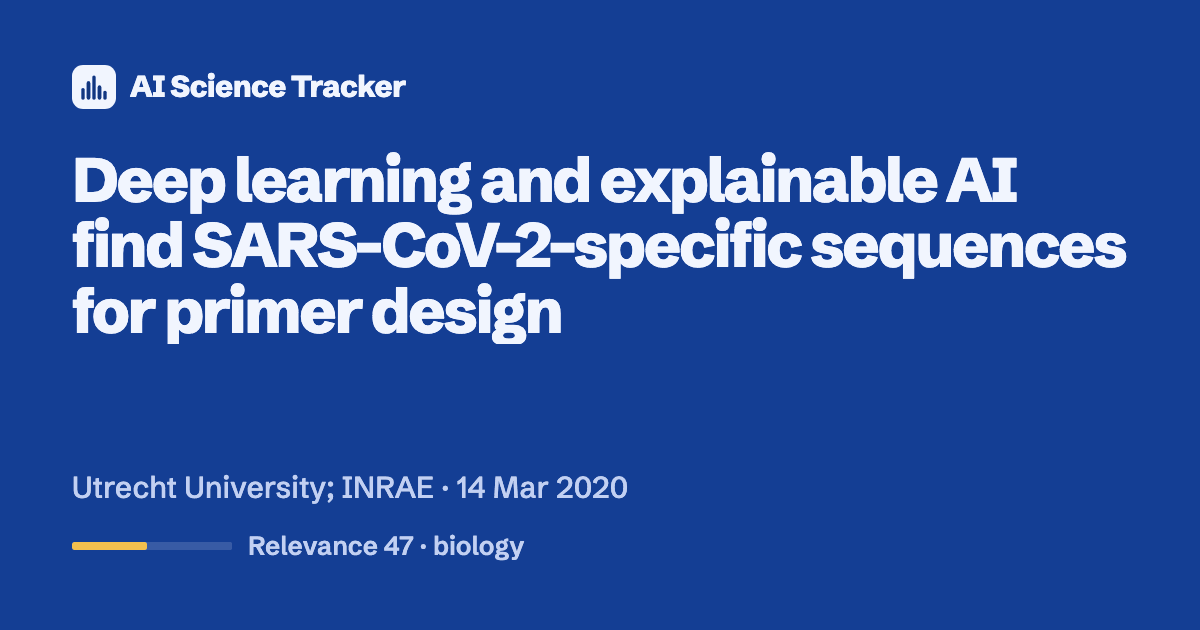 AI Science Tracker
Deep learning and explainable AI
find SARS-CoV-2-specific sequences
for primer design
Utrecht University; INRAE · 14 Mar 2020
Relevance 47 · biology